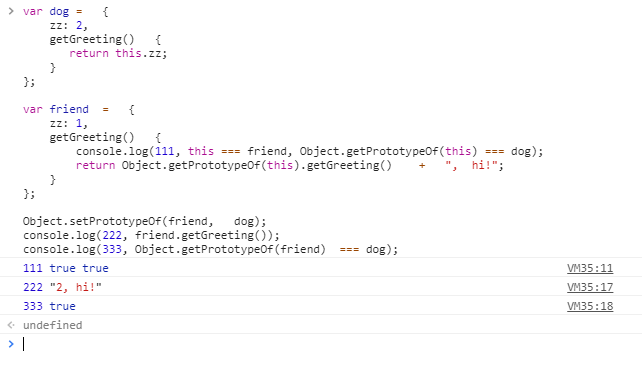 > var dog =   {
    zz: 2,
    getGreeting()   {
       return this.zz;
    }
};

var friend  =   {
    zz: 1,
    getGreeting()   {
        console.log(111, this === friend, Object.getPrototypeOf(this) === dog);
        return Object.getPrototypeOf(this).getGreeting()    +   ",  hi!";
    }
};

Object.setPrototypeOf(friend,   dog);
console.log(222, friend.getGreeting());
console.log(333, Object.getPrototypeOf(friend)  === dog);
111 true true VM35:11
222 "2, hi!" VM35:17
333 true VM35:18
undefined
>